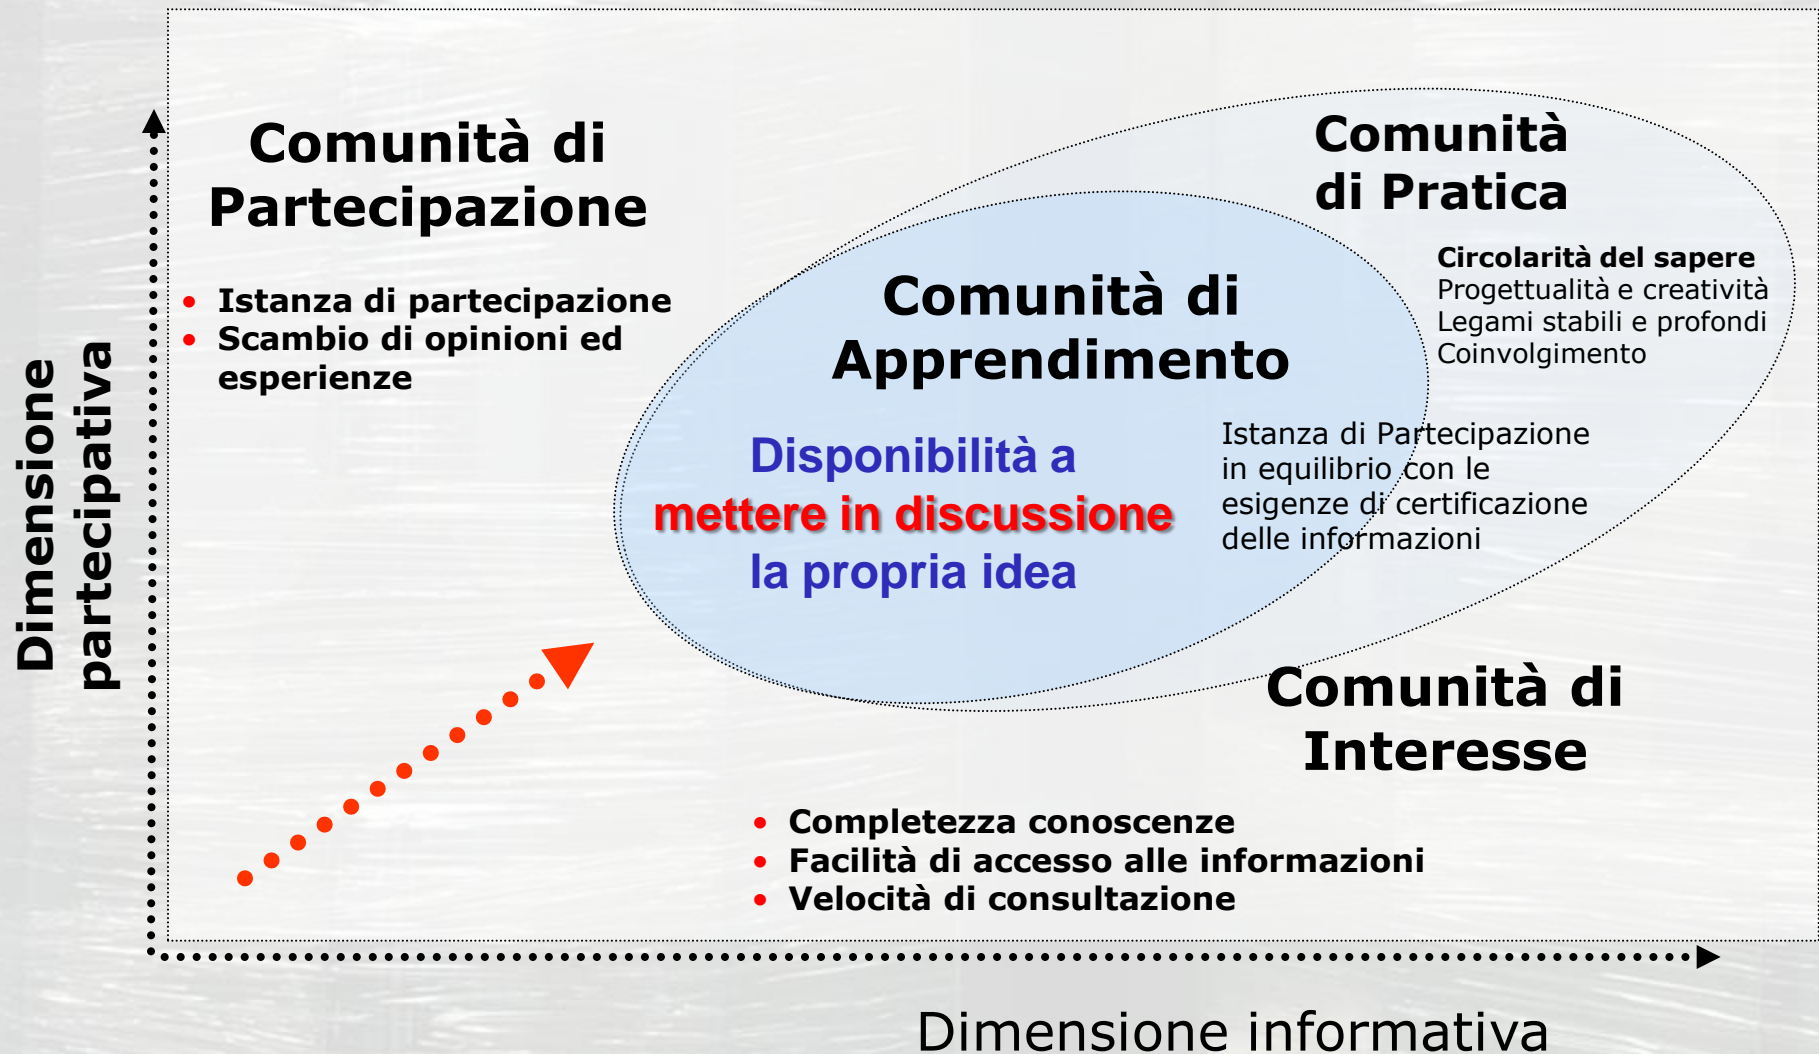 Dimensione
partecipativa
Comunità di
Partecipazione
• Istanza di partecipazione
• Scambio di opinioni ed
esperienze
Comunità
di Pratica
Circolarità del sapere
Progettualità e creatività
Legami stabili e profondi
Coinvolgimento
Comunità di
Apprendimento
Disponibilità a
mettere in discussione
la propria idea
Istanza di Partecipazione
in equilibrio con le
esigenze di certificazione
delle informazioni
Comunità di
Interesse
• Completezza conoscenze
• Facilità di accesso alle informazioni
• Velocità di consultazione
Dimensione informativa